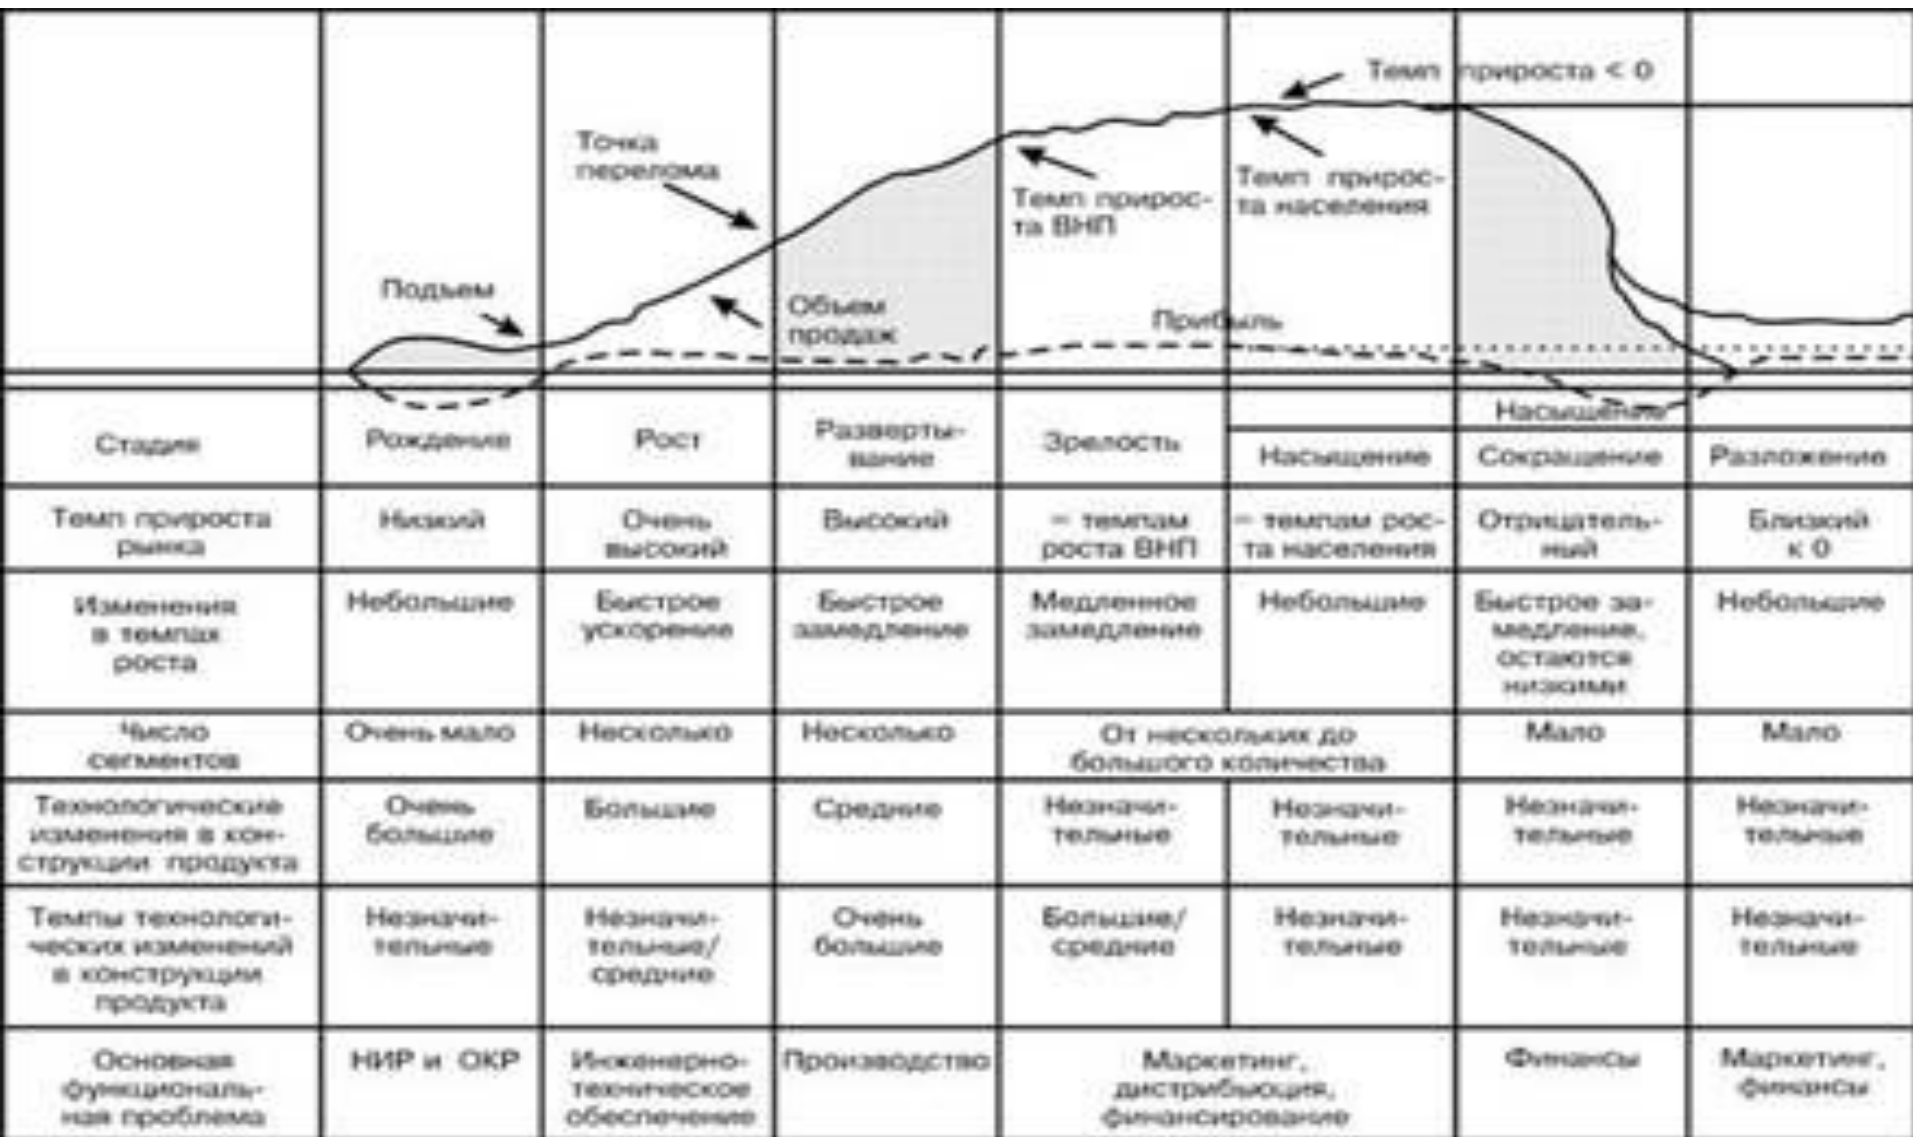 Темп прироста < 0
Точка
перелома
Темп прирос-
та населения
Темп прирос-
та ВНП
Подъем
Объем
продаж
Прибыль
Насыщение
Стадия
Рождение
Рост
Разверты-
вание
Зрелость
Насыщение
Сокращение
Разложение
Темп прироста
рынка
Низкий
Очень
высокий
Высокий
= темпам
роста ВНП
= темпам рос-
та населения
Отрицатель-
ный
Близкий
к 0
Изменения
в темпах
роста
Небольшие
Быстрое
ускорение
Быстрое
замедление
Медленное
замедление
Небольшие
Быстрое за-
медление,
остаются
низкими
Небольшие
Число
сегментов
Очень мало
Несколько
Несколько
От нескольких до
большого количества
Мало
Мало
Технологические
изменения в кон-
струкции продукта
Очень
большие
Большие
Средние
Незначи-
тельные
Незначи-
тельные
Незначи-
тельные
Незначи-
тельные
Темпы технологи-
ческих изменений
в конструкции
продукта
Незначи-
тельные
Незначи-
тельные/
средние
Очень
большие
Большие/
средние
Незначи-
тельные
Незначи-
тельные
Незначи-
тельные
Основная
функциональ-
ная проблема
НИР и ОКР
Инженерно-
техническое
обеспечение
Производство
Маркетинг,
дистрибьюция,
финансирование
Финансы
Маркетинг,
финансы